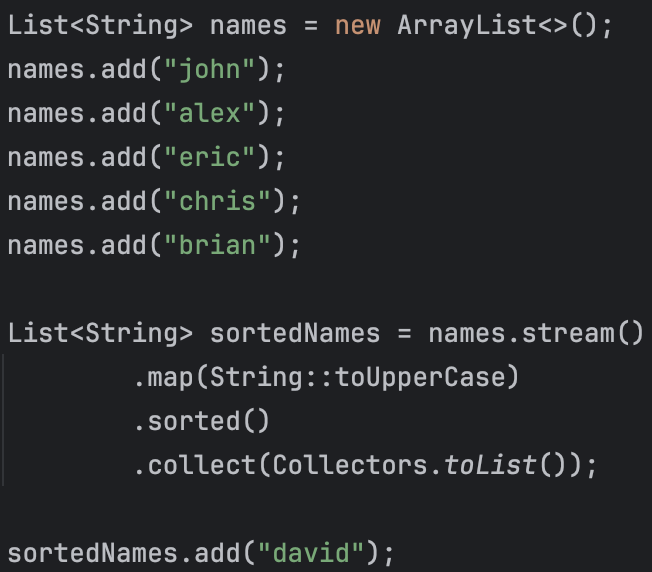 List<String> names = new ArrayList<>();
names.add("john");
names.add("alex");
names.add("eric");
names.add("chris");
names.add("brian");
List<String> sortedNames = names.stream()
.map(String::toUpperCase)
.sorted()
.collect(Collectors.toList());
sortedNames.add("david");